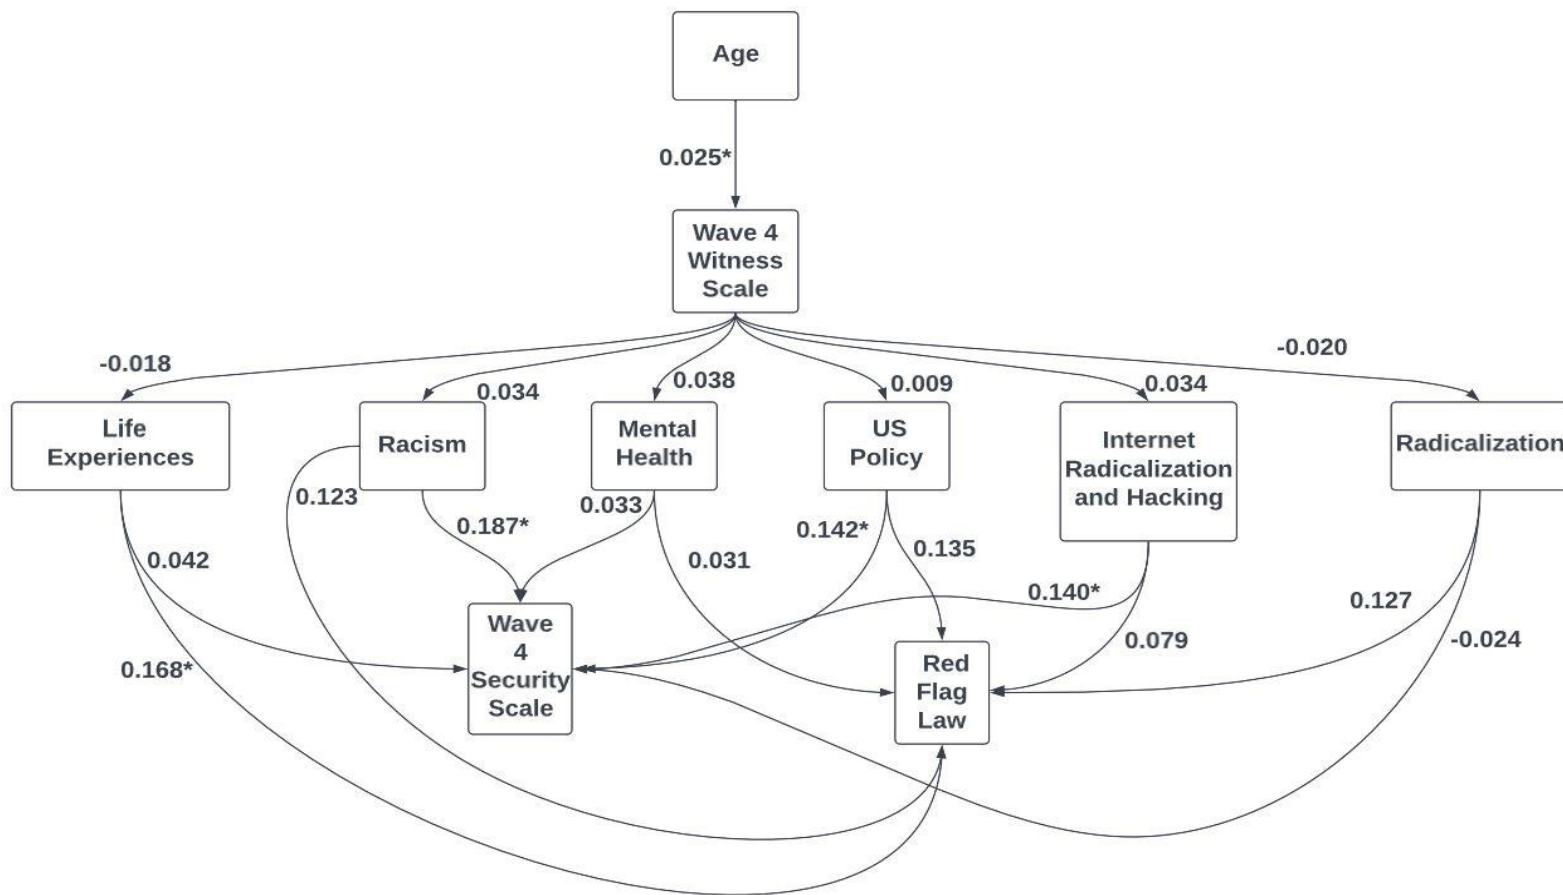 Age
0.025*
Wave 4
Witness
Scale
-0.018
0.034
0.038
0.009
0.034
-0.020
Life
Experiences
Racism
Mental
Health
US
Policy
Internet
Radicalization
and Hacking
Radicalization
0.123
0.187*
0.033
0.142*
0.135
0.042
0.031
0.140*
0.127
0.079
-0.024
0.168*
Wave
4
Security
Scale
Red
Flag
Law